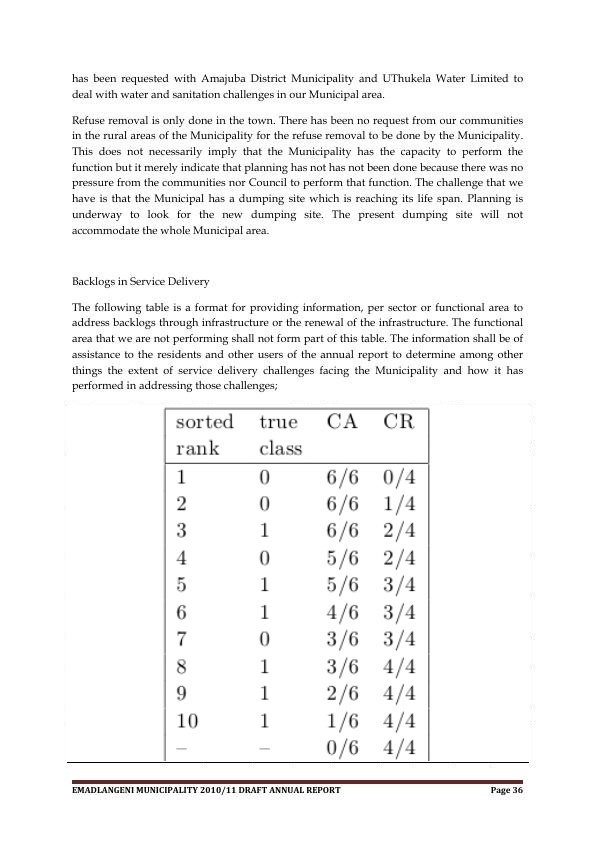 has been requested with Amajuba District Municipality and UThukela Water Limited to
deal with water and sanitation challenges in our Municipal area.
Refuse removal is only done in the town. There has been no request from our communities
in the rural areas of the Municipality for the refuse removal to be done by the Municipality.
This does not necessarily imply that the Municipality has the capacity to perform the
function but it merely indicate that planning has not has not been done because there was no
pressure from the communities nor Council to perform that function. The challenge that we
have is that the Municipal has a dumping site which is reaching its life span. Planning is
underway to look for the new dumping site. The present dumping site will not
accommodate the whole Municipal area.
Backlogs in Service Delivery
The following table is a format for providing information, per sector or functional area to
address backlogs through infrastructure or the renewal of the infrastructure. The functional
area that we are not performing shall not form part of this table. The information shall be of
assistance to the residents and other users of the annual report to determine among other
things the extent of service delivery challenges facing the Municipality and how it has
performed in addressing those challenges;
sorted true CA CR
rank class
1 0 6/6 0/4
2 0 6/6 1/4
3 1 6/6 2/4
4 0 5/6 2/4
5 1 5/6 3/4
6 1 4/6 3/4
7 0 3/6 3/4
8 1 3/6 4/4
9 1 2/6 4/4
10 1 1/6 4/4
– – 0/6 4/4
EMADLANGENI MUNICIPALITY 2010/11 DRAFT ANNUAL REPORT Page 36